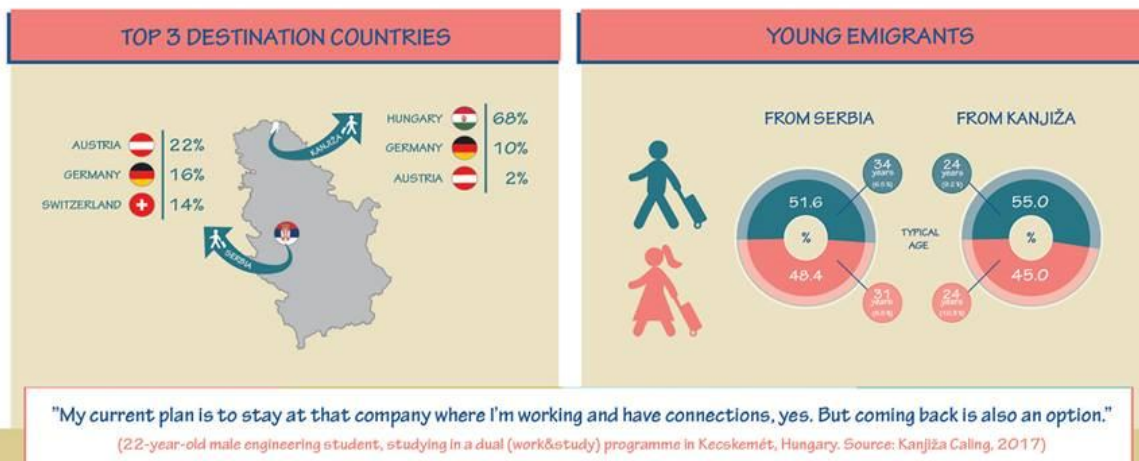 TOP 3 DESTINATION COUNTRIES
AUSTRIA 22%
GERMANY 16%
SWITZERLAND 14%
KANJIŽA
HUNGARY 68%
GERMANY 10%
AUSTRIA 2%
SERBIA
YOUNG EMIGRANTS
FROM SERBIA
FROM KANJIŽA
34
years
24
years
51.6
%
48.4
TYPICAL
AGE
55.0
%
45.0
31
years
24
years
"My current plan is to stay at that company where I'm working and have connections, yes. But coming back is also an option."
(22-year-old male engineering student, studying in a dual (work&study) programme in Kecskemét, Hungary. Source: Kanjiža Caling, 2017)